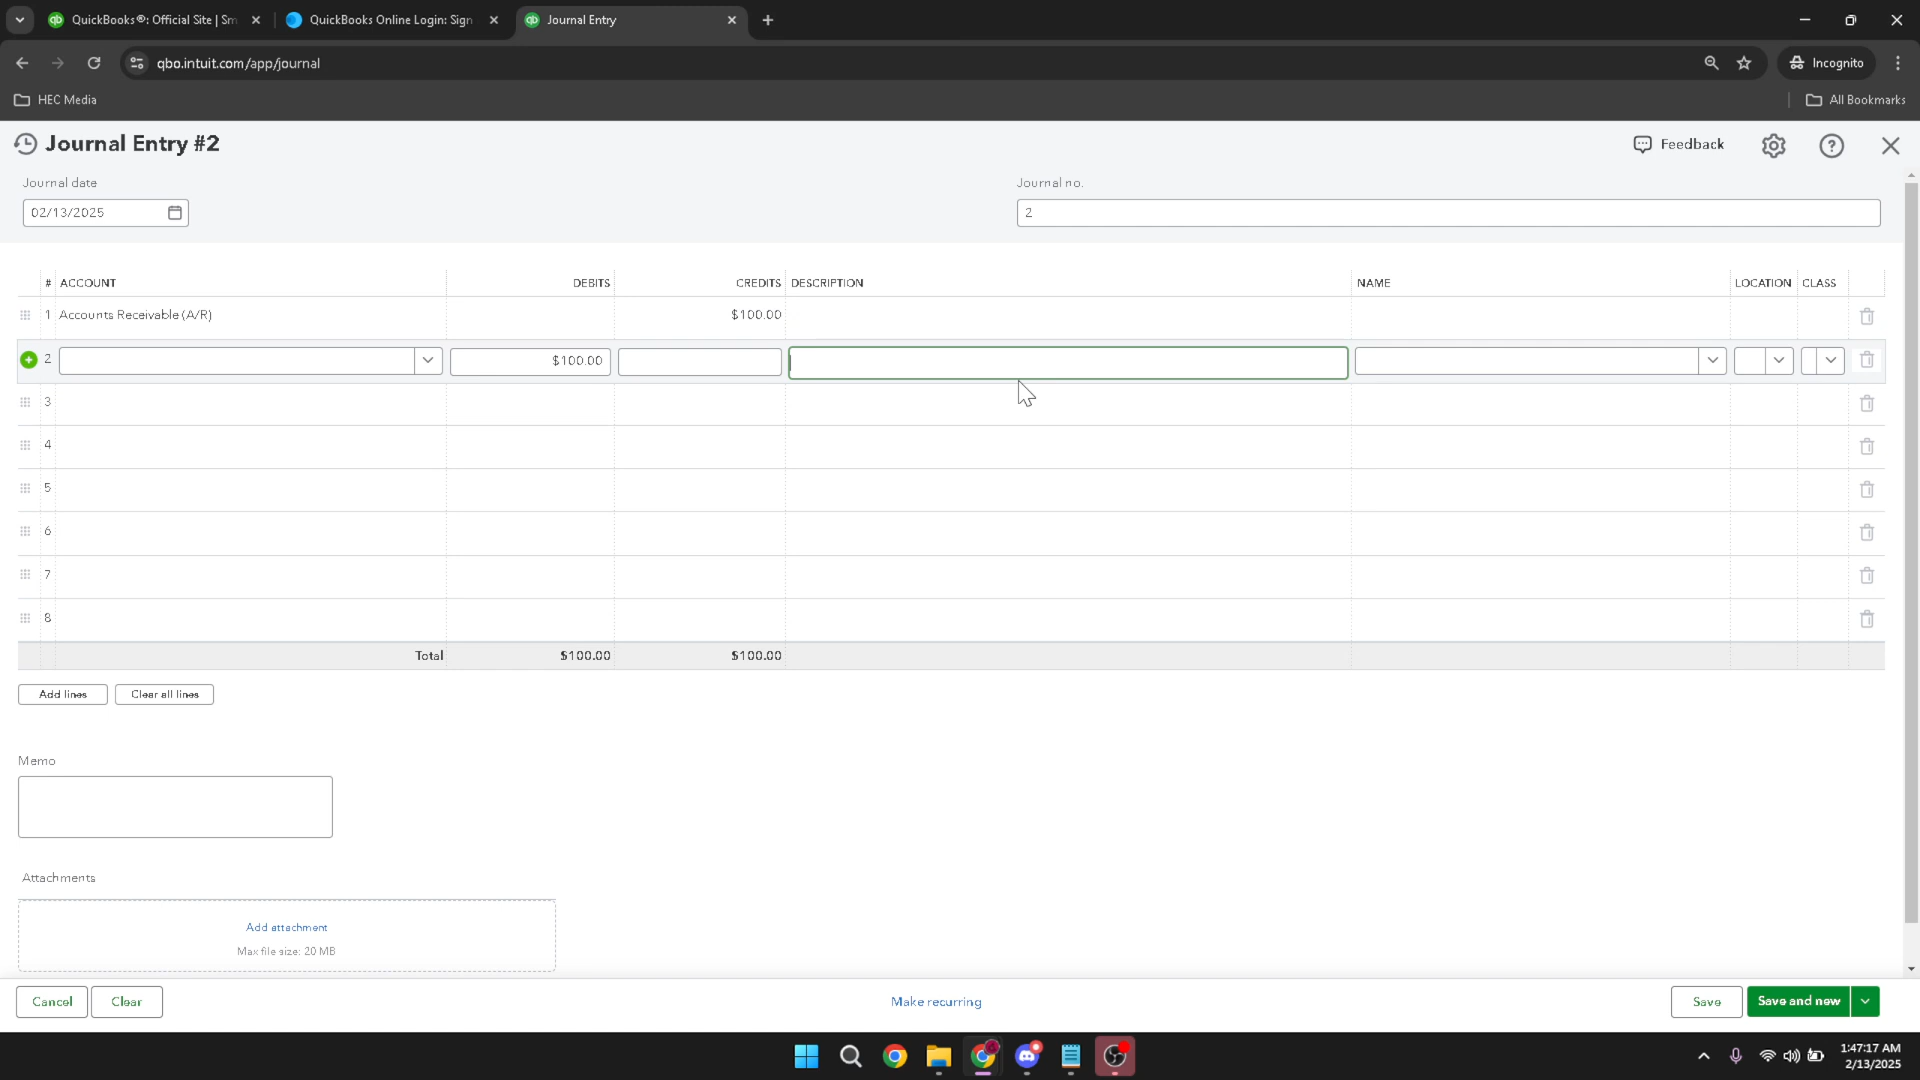 QuickBooks®: Official Site | Sm
QuickBooks Online Login: Sign
Journal Entry
qbo.intuit.com/app/journal
Incognito
HEC Media
All Bookmarks
Journal Entry #2
Feedback
Journal date
Journal no.
02/13/2025
2
# ACCOUNT DEBITS CREDITS DESCRIPTION NAME LOCATION CLASS
1 Accounts Receivable (A/R) $100.00
2 $100.00
3
4
5
6
7
8
Total $100.00 $100.00
Add lines
Clear all lines
Memo
Attachments
Add attachment
Max file size: 20 MB
Cancel
Clear
Make recurring
Save
Save and new
1:47:17 AM
2/13/2025